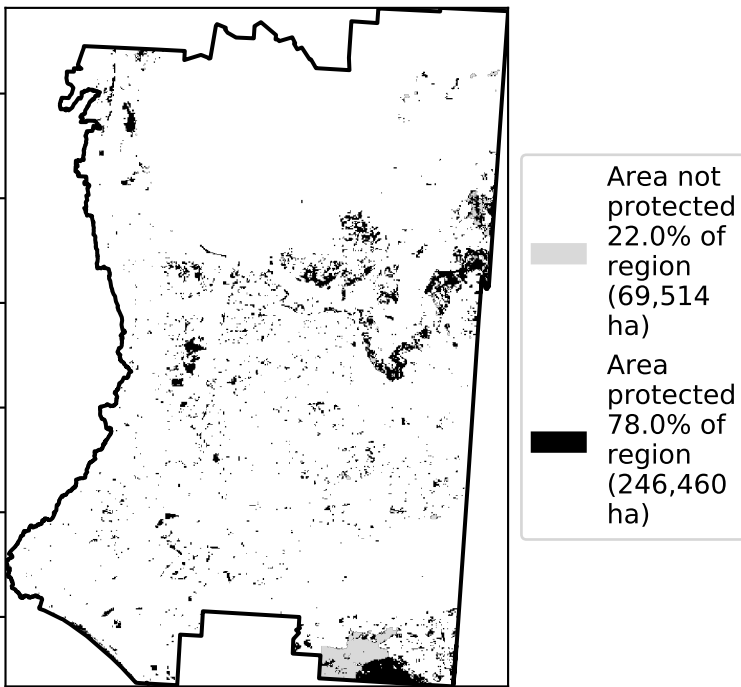 Area not
protected
22.0% of
region
(69,514
ha)
Area
protected
78.0% of
region
(246,460
ha)